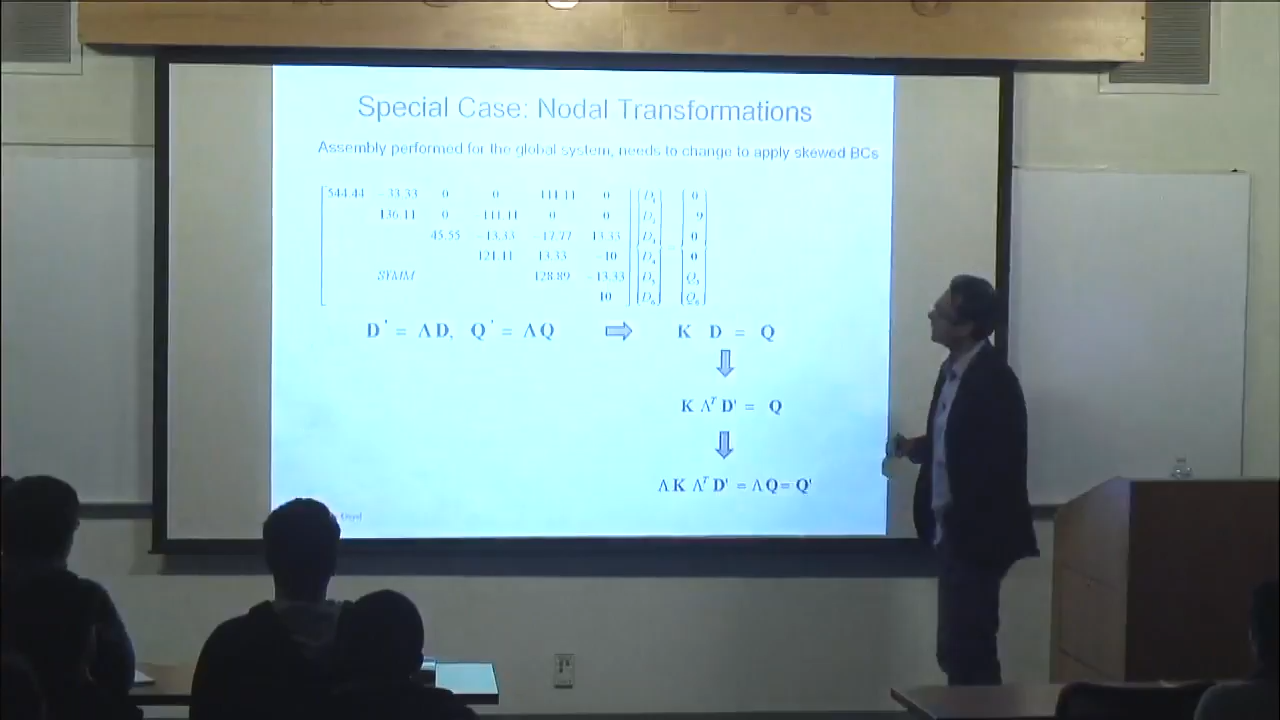 Special Case: Nodal Transformations
Assembly performed for the global system, needs to change to apply skewed BCs
544.44 −33.33 0 0 111.11 0 D₁ 0
136.11 0 111.11 0 0 D₂ 9
45.55 −13.33 −17.77 13.33 D₃ 0
121.11 13.33 −10 D₄ 0
SYMM 128.89 −13.33 D₅ Q₅
10 D₆ Q₆
D' = ΛD, Q' = ΛQ ⇒ K D = Q
K Λᵀ D' = Q
Λ K Λᵀ D' = Λ Q = Q'